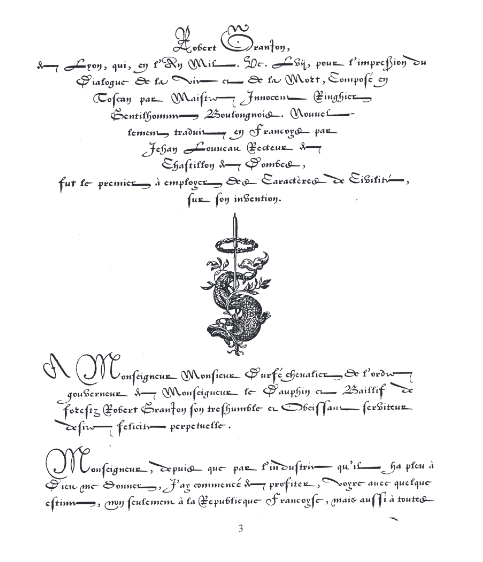 Robert Granjon,
de Lyon, qui, en l'An Mil. Vc. Lvij, pour l'impression du
Dialogue de la Vie et de la Mort, Composé en
Toscan par Maistre Innocent Ringhier
Gentilhomme Boulongnois. Nouvel-
lement traduit en Françoys par
Jehan Louveau Recteur de
Chastillon de Dombes,
fut le premier à employer des Caractères de Civilité,
sur son invention.
A Monseigneur Monsieur Durfé chevalier de l'ordre
gouverneur de Monseigneur le Dauphin et Baillif de
forestz Robert Granjon son treshumble et Obeissant serviteur
desire felicité perpetuelle.
Monseigneur, depuis que par l'industrie qu'il ha pleu à
Dieu me donner, J'ay commencé de profiter, voyre avec quelque
estime, non seulement à la Republicque Françoyse, mais aussi à toutes
3